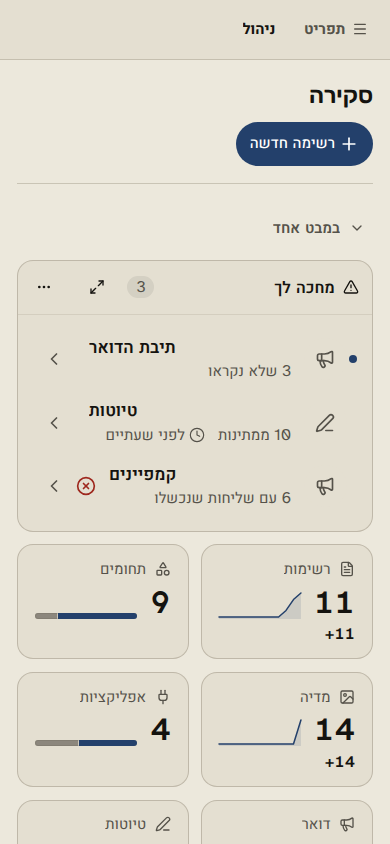 תפריט
ניהול
סקירה
רשימה חדשה
במבט אחד
מחכה לך
3
תיבת הדואר
3 שלא נקראו
טיוטות
10 ממתינות לפני שעתיים
קמפיינים
6 עם שליחות שנכשלו
רשימות
11
+11
תחומים
9
מדיה
14
+14
אפליקציות
4
דואר
טיוטות